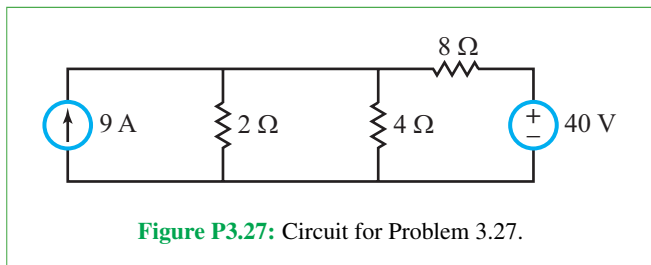 8 Ω
9 A
2 Ω
4 Ω
+
−
40 V
Figure P3.27: Circuit for Problem 3.27.